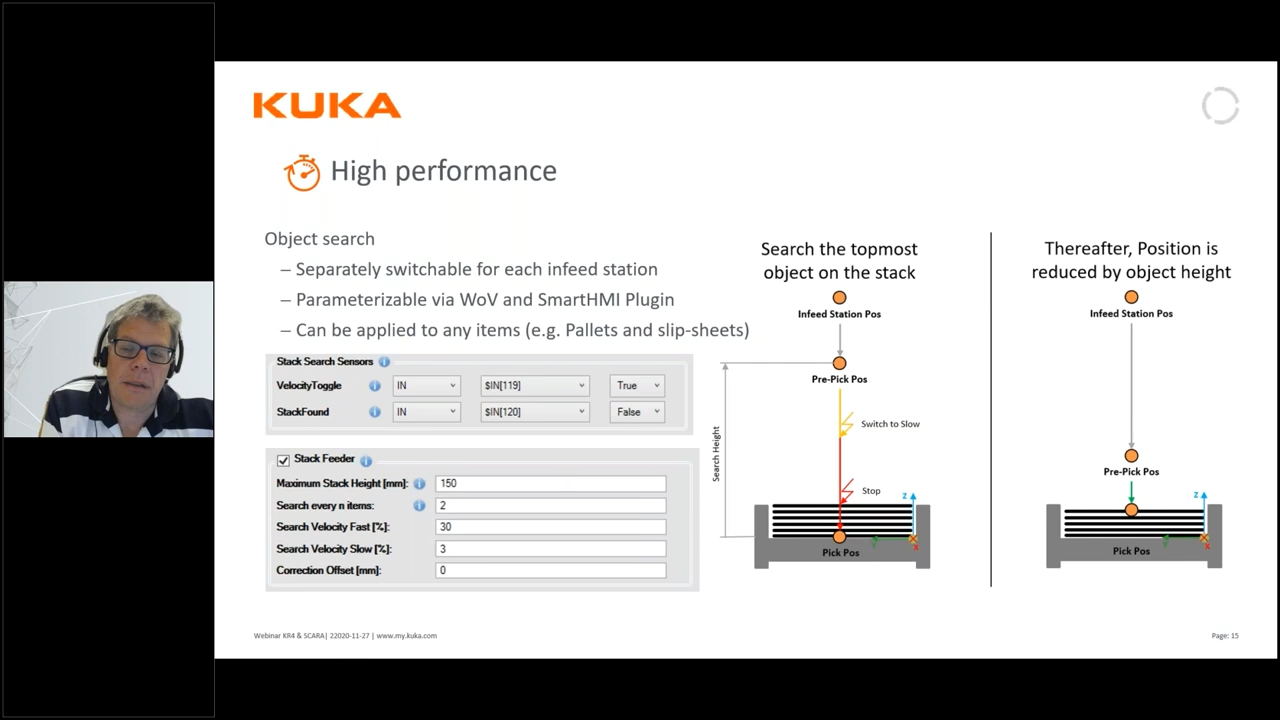 KUKA
High performance
Object search
– Separately switchable for each infeed station
– Parameterizable via WoV and SmartHMI Plugin
– Can be applied to any items (e.g. Pallets and slip-sheets)
Stack Search Sensors
VelocityToggle IN $IN[119] True
StackFound IN $IN[120] False
Stack Feeder
Maximum Stack Height [mm]: 150
Search every n items: 2
Search Velocity Fast [%]: 30
Search Velocity Slow [%]: 3
Correction Offset [mm]: 0
Search the topmost
object on the stack
Infeed Station Pos
Pre-Pick Pos
Switch to Slow
Search Height
Stop
Z
Y
X
Pick Pos
Thereafter, Position is
reduced by object height
Infeed Station Pos
Pre-Pick Pos
Z
Y
X
Pick Pos
Webinar KR4 & SCARA| 22020-11-27 | www.my.kuka.com
Page: 15